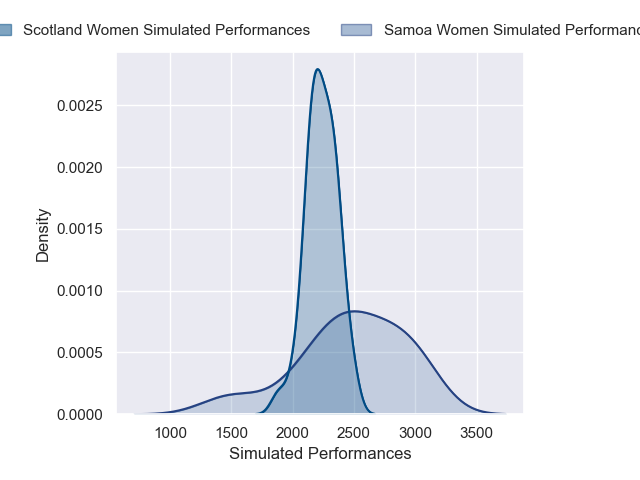 Scotland Women Simulated Performances
Samoa Women Simulated
0.0025
0.0020
0.0015
0.0010
0.0005
0.0000
Density
1000 1500 2000 2500 3000 3500
Simulated Performances